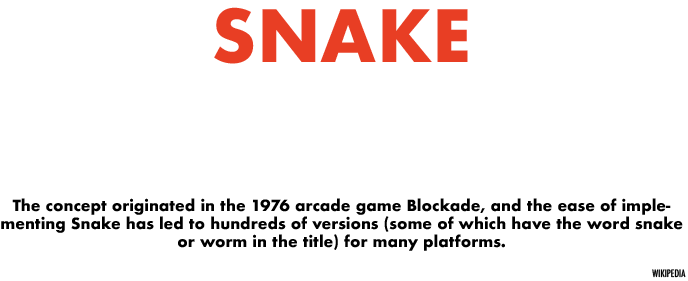 SNAKE
The concept originated in the 1976 arcade game Blockade, and the ease of imple-
menting Snake has led to hundreds of versions (some of which have the word snake
or worm in the title) for many platforms.
WIKIPEDIA